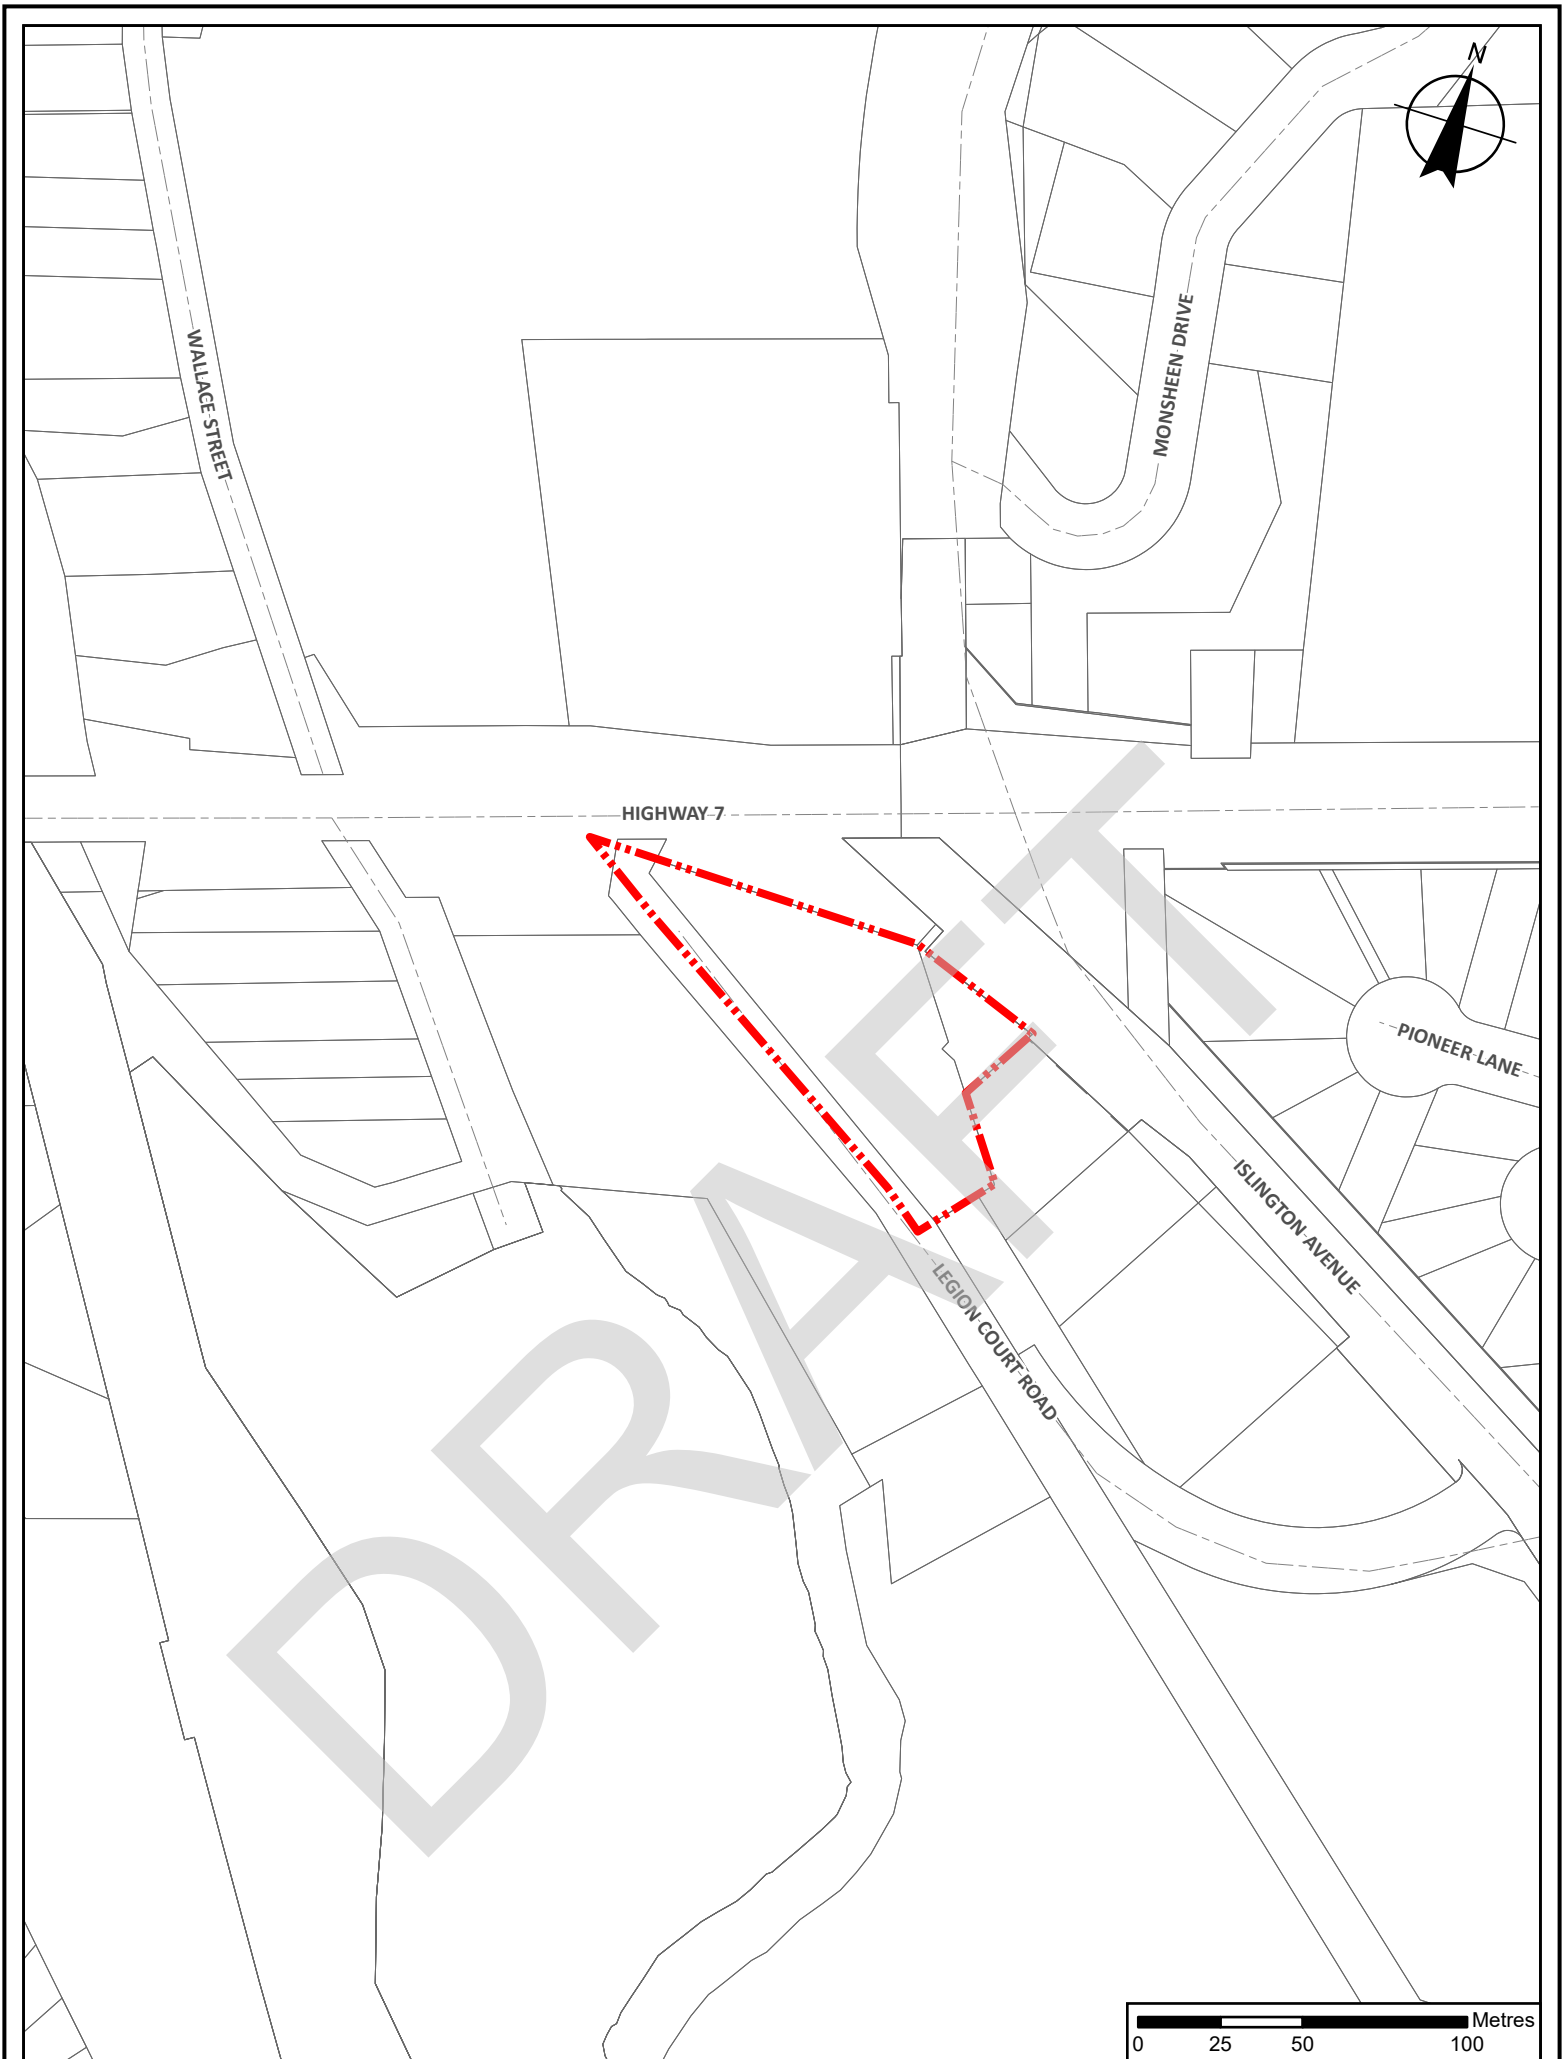 N
WALLACE STREET
MONSHEEN DRIVE
HIGHWAY 7
PIONEER LANE
ISLINGTON AVENUE
LEGION COURT ROAD
DRAFT
Metres
0 25 50 100